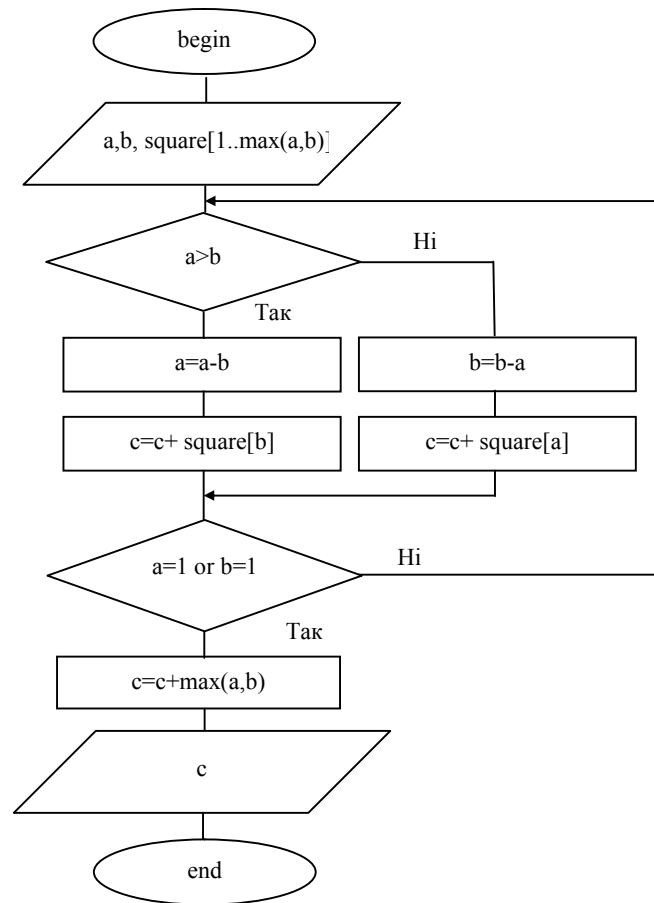 begin
a,b, square[1..max(a,b)]
a>b
Ні
Так
a=a-b
b=b-a
c=c+ square[b]
c=c+ square[a]
a=1 or b=1
Ні
Так
c=c+max(a,b)
c
end